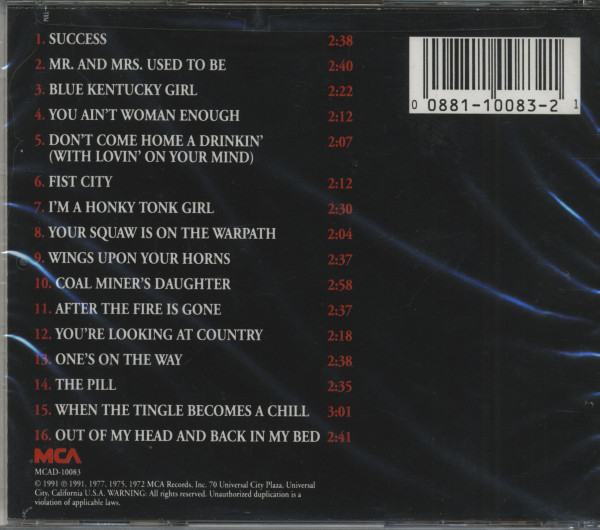 1. SUCCESS 2:38
2. MR. AND MRS. USED TO BE 2:40
3. BLUE KENTUCKY GIRL 2:22
4. YOU AIN'T WOMAN ENOUGH 2:12
5. DON'T COME HOME A DRINKIN' 2:07
(WITH LOVIN' ON YOUR MIND)
6. FIST CITY 2:12
7. I'M A HONKY TONK GIRL 2:30
8. YOUR SQUAW IS ON THE WARPATH 2:04
9. WINGS UPON YOUR HORNS 2:37
10. COAL MINER'S DAUGHTER 2:58
11. AFTER THE FIRE IS GONE 2:37
12. YOU'RE LOOKING AT COUNTRY 2:18
13. ONE'S ON THE WAY 2:38
14. THE PILL 2:35
15. WHEN THE TINGLE BECOMES A CHILL 3:01
16. OUT OF MY HEAD AND BACK IN MY BED 2:41
MCA
MCAD-10083
© 1991 ℗ 1991, 1977, 1975, 1972 MCA Records, Inc. 70 Universal City Plaza, Universal
City, California U.S.A. WARNING: All rights reserved. Unauthorized duplication is a
violation of applicable laws.
0 0881-10083-2 1